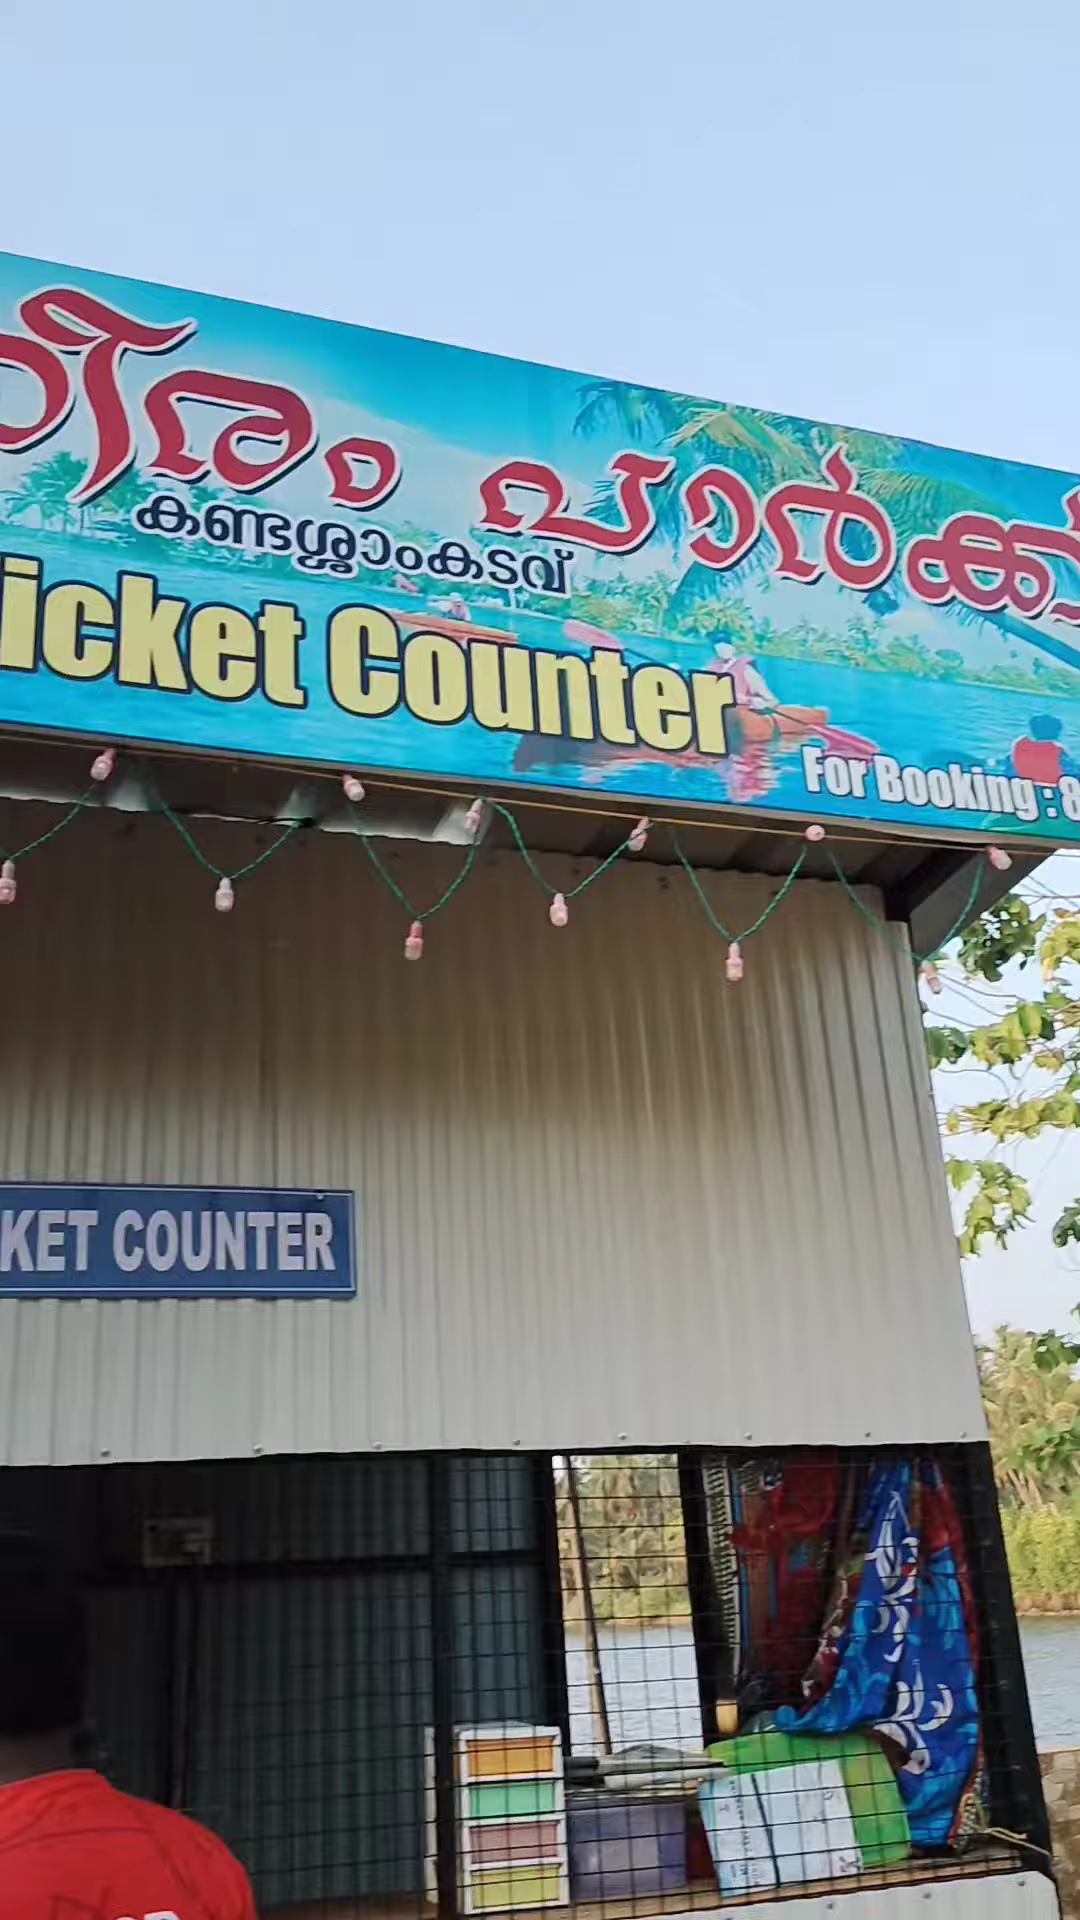 തീരം പാർക്ക്
കണ്ടശ്ശാംകടവ്
icket Counter
For Booking : 8
KET COUNTER